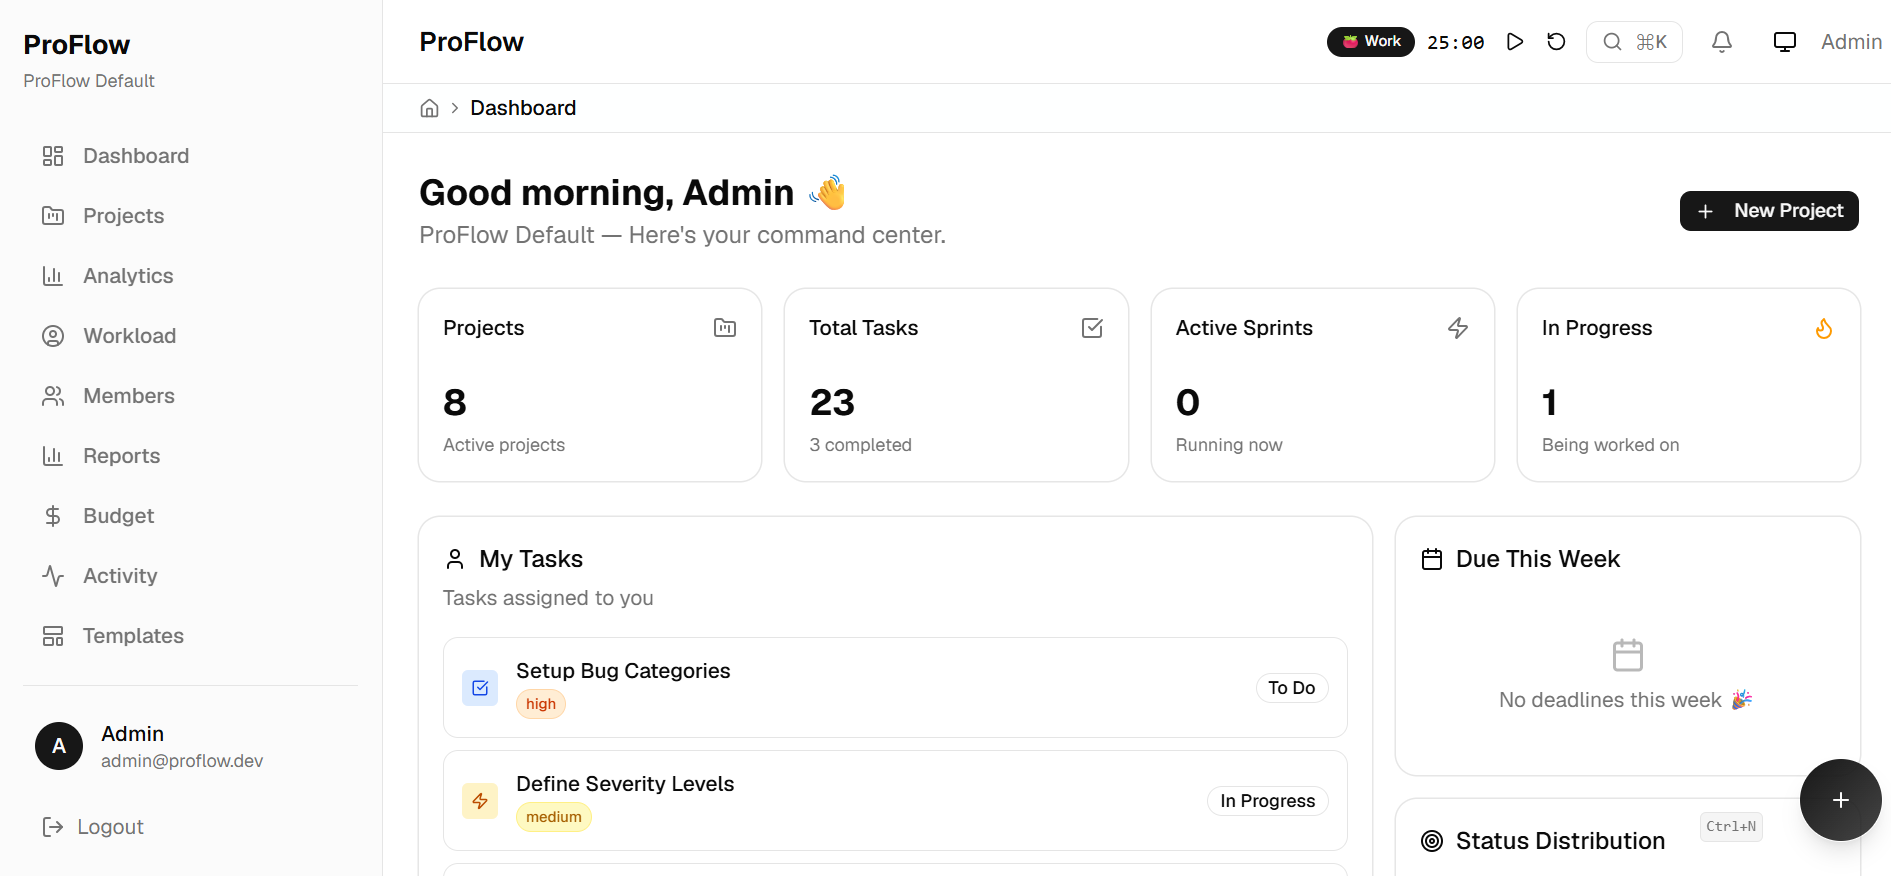 ProFlow
ProFlow Default
Dashboard
Projects
Analytics
Workload
Members
Reports
Budget
Activity
Templates
A
Admin
admin@proflow.dev
Logout
ProFlow
Work
25:00
⌘K
Admin
Dashboard
Good morning, Admin 👋
ProFlow Default — Here's your command center.
New Project
Projects
8
Active projects
Total Tasks
23
3 completed
Active Sprints
0
Running now
In Progress
1
Being worked on
My Tasks
Tasks assigned to you
Setup Bug Categories
high
To Do
Define Severity Levels
medium
In Progress
Due This Week
No deadlines this week 🎉
Status Distribution
Ctrl+N